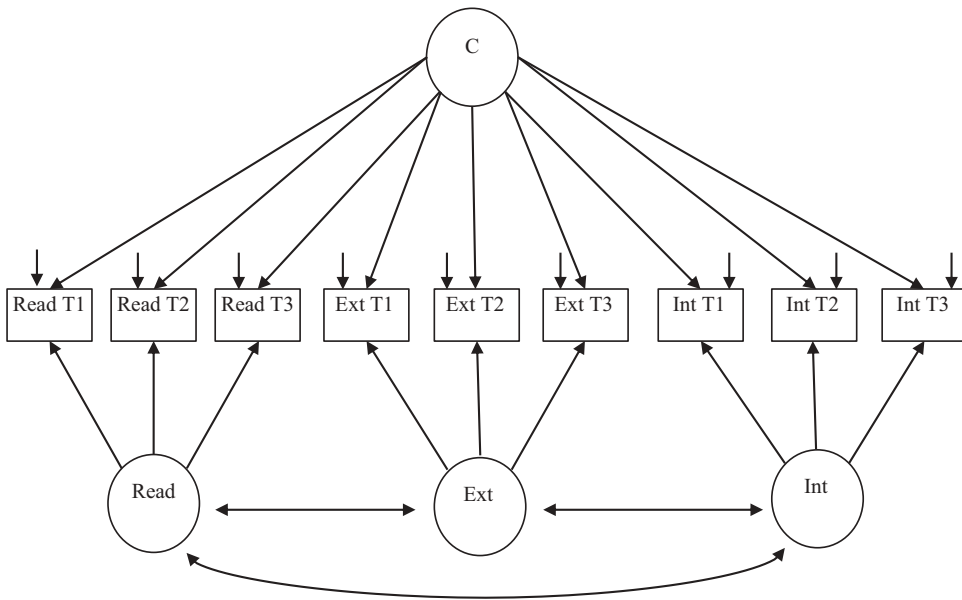 C
Read T1
Read T2
Read T3
Ext T1
Ext T2
Ext T3
Int T1
Int T2
Int T3
Read
Ext
Int